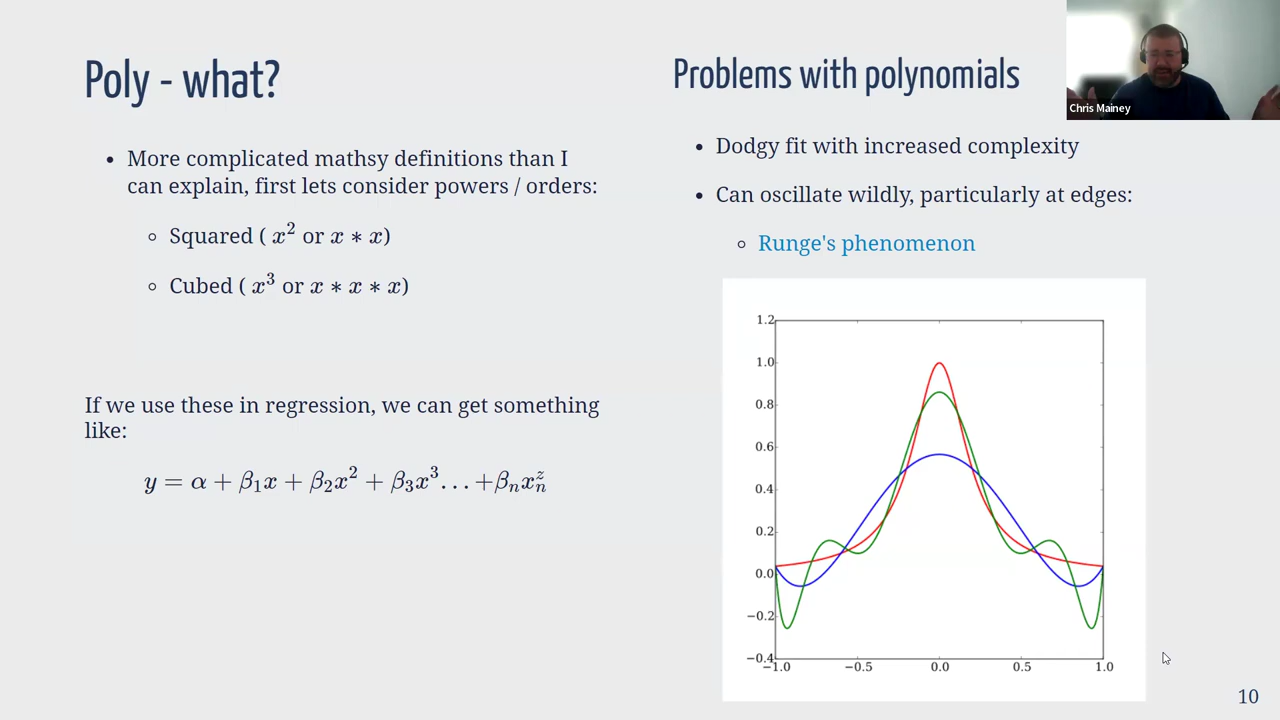 Poly - what?
• More complicated mathsy definitions than I
can explain, first lets consider powers / orders:
◦ Squared ( x² or x ∗ x)
◦ Cubed ( x³ or x ∗ x ∗ x)
If we use these in regression, we can get something
like:
y = α + β₁x + β₂x² + β₃x³ … +βₙxₙᶻ
Problems with polynomials
• Dodgy fit with increased complexity
• Can oscillate wildly, particularly at edges:
◦ Runge's phenomenon
1.2
1.0
0.8
0.6
0.4
0.2
0.0
−0.2
−0.4
−1.0 −0.5 0.0 0.5 1.0
Chris Mainey
10